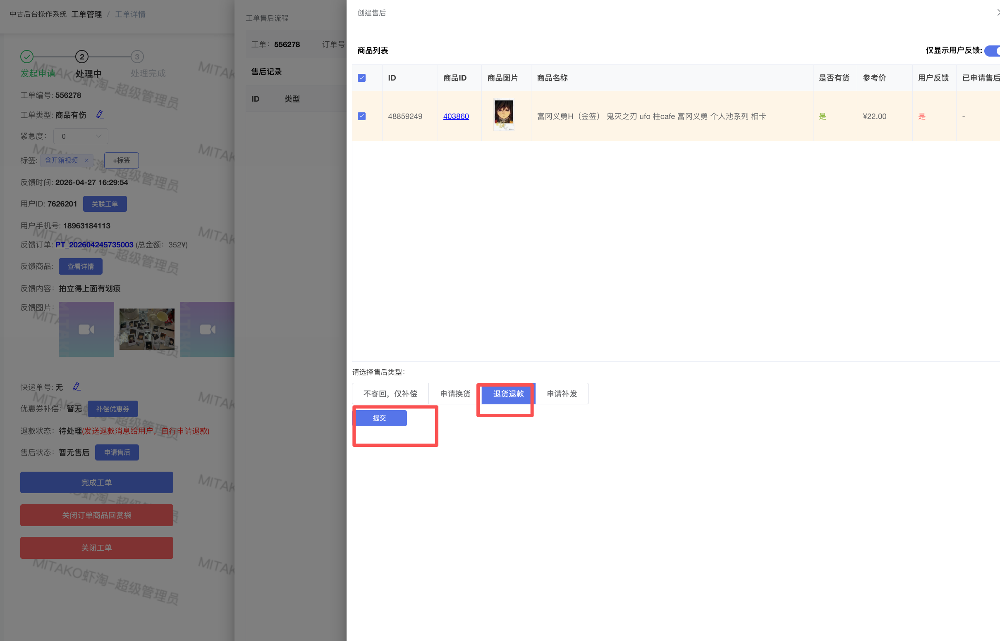 中古后台操作系统 工单管理 / 工单详情
2
3
发起申请 处理中 处理完成
工单编号: 556278
工单类型: 商品有伤
紧急度: 0
标签: 含开箱视频 × +标签
反馈时间: 2026-04-27 16:29:54
用户ID: 7626201 关联工单
用户手机号: 18963184113
反馈订单: PT_202604245735003 (总金额：352¥)
反馈商品: 查看详情
反馈内容：拍立得上面有划痕
反馈图片：
快递单号: 无
优惠券补偿：暂无 补偿优惠券
退款状态：待处理(发送退款消息给用户，自行申请退款)
售后状态：暂无售后 申请售后
完成工单
关闭订单商品回赏袋
关闭工单
MITAKO虾淘-超级管理员
工单售后流程
工单：556278 订单号
售后记录
ID 类型
创建售后
商品列表
仅显示用户反馈:
ID 商品ID 商品图片 商品名称 是否有货 参考价 用户反馈 已申请售后
48859249 403860 富冈义勇H（金签） 鬼灭之刃 ufo 柱cafe 富冈义勇 个人池系列 相卡 是 ¥22.00 是 -
请选择售后类型：
不寄回，仅补偿 申请换货 退货退款 申请补发
提交